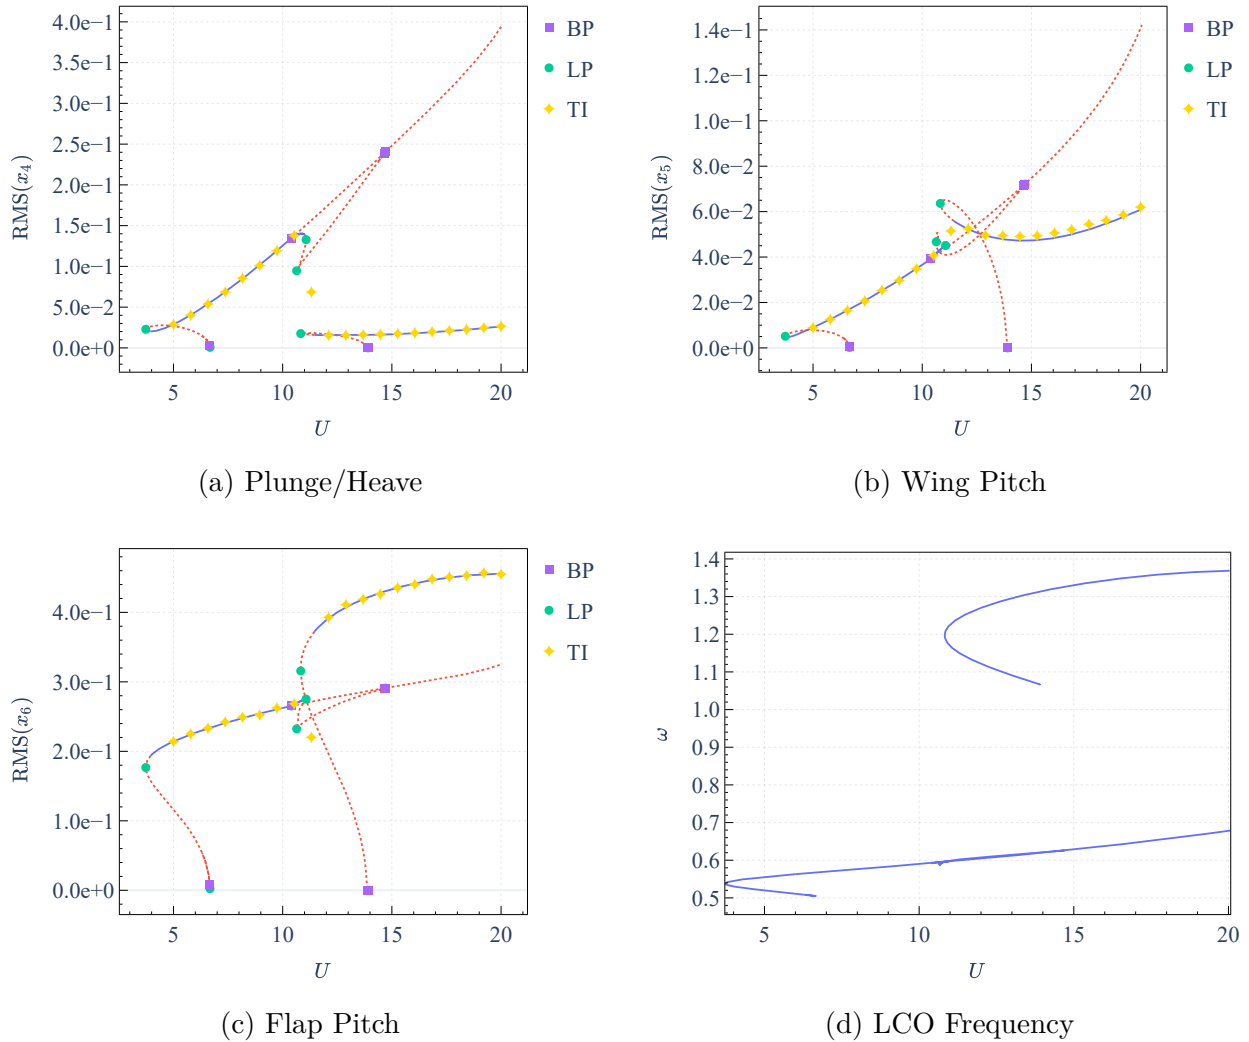 4.0e−1
3.5e−1
3.0e−1
2.5e−1
2.0e−1
1.5e−1
1.0e−1
5.0e−2
0.0e+0
RMS(x₄)
5 10 15 20
U
BP
LP
TI
(a) Plunge/Heave
1.4e−1
1.2e−1
1.0e−1
8.0e−2
6.0e−2
4.0e−2
2.0e−2
0.0e+0
RMS(x₅)
5 10 15 20
U
BP
LP
TI
(b) Wing Pitch
4.0e−1
3.0e−1
2.0e−1
1.0e−1
0.0e+0
RMS(x₆)
5 10 15 20
U
BP
LP
TI
(c) Flap Pitch
1.4
1.3
1.2
1.1
1.0
0.9
0.8
0.7
0.6
0.5
ω
5 10 15 20
U
(d) LCO Frequency